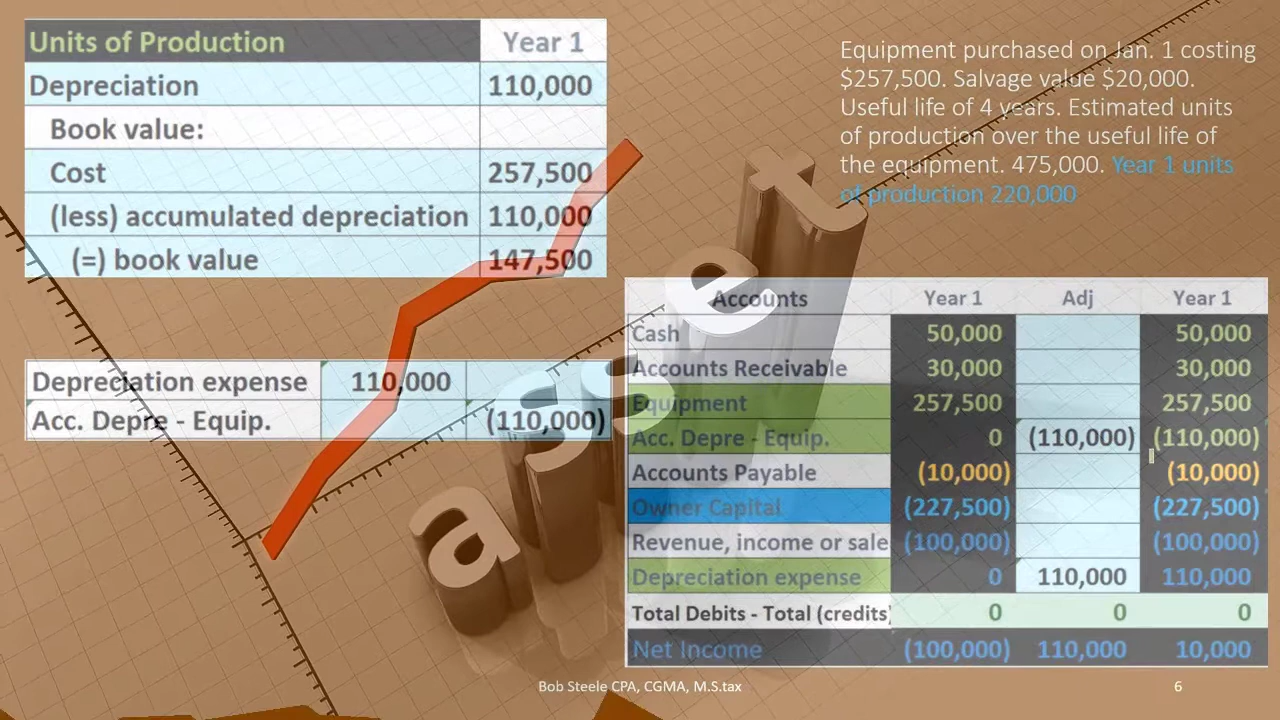 Units of Production Year 1
Depreciation 110,000
Book value:
Cost 257,500
(less) accumulated depreciation 110,000
(=) book value 147,500
Equipment purchased on Jan. 1 costing
$257,500. Salvage value $20,000.
Useful life of 4 years. Estimated units
of production over the useful life of
the equipment. 475,000. Year 1 units
of production 220,000
Depreciation expense 110,000
Acc. Depre - Equip. (110,000)
Accounts Year 1 Adj Year 1
Cash 50,000 50,000
Accounts Receivable 30,000 30,000
Equipment 257,500 257,500
Acc. Depre - Equip. 0 (110,000) (110,000)
Accounts Payable (10,000) (10,000)
Owner Capital (227,500) (227,500)
Revenue, income or sale (100,000) (100,000)
Depreciation expense 0 110,000 110,000
Total Debits - Total (credits) 0 0 0
Net Income (100,000) 110,000 10,000
asset
Bob Steele CPA, CGMA, M.S.tax
6